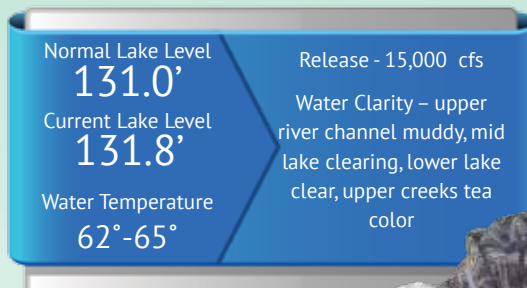 Normal Lake Level
131.0’
Current Lake Level
131.8’
Water Temperature
62˚-65˚
Release - 15,000 cfs
Water Clarity – upper
river channel muddy, mid
lake clearing, lower lake
clear, upper creeks tea
color